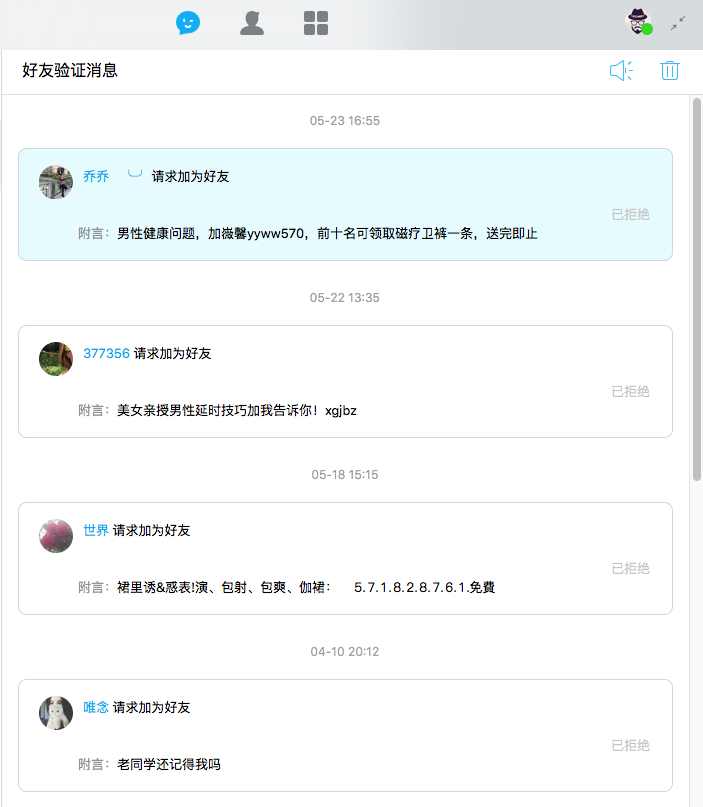 好友验证消息
05-23 16:55
乔乔 请求加为好友
已拒绝
附言：男性健康问题，加嶶馨yyww570，前十名可领取磁疗卫裤一条，送完即止
05-22 13:35
377356 请求加为好友
已拒绝
附言：美女亲授男性延时技巧加我告诉你！xgjbz
05-18 15:15
世界 请求加为好友
已拒绝
附言：裙里诱&惑表!演、包射、包爽、伽裙： 5.7.1.8.2.8.7.6.1.免費
04-10 20:12
唯念 请求加为好友
已拒绝
附言：老同学还记得我吗